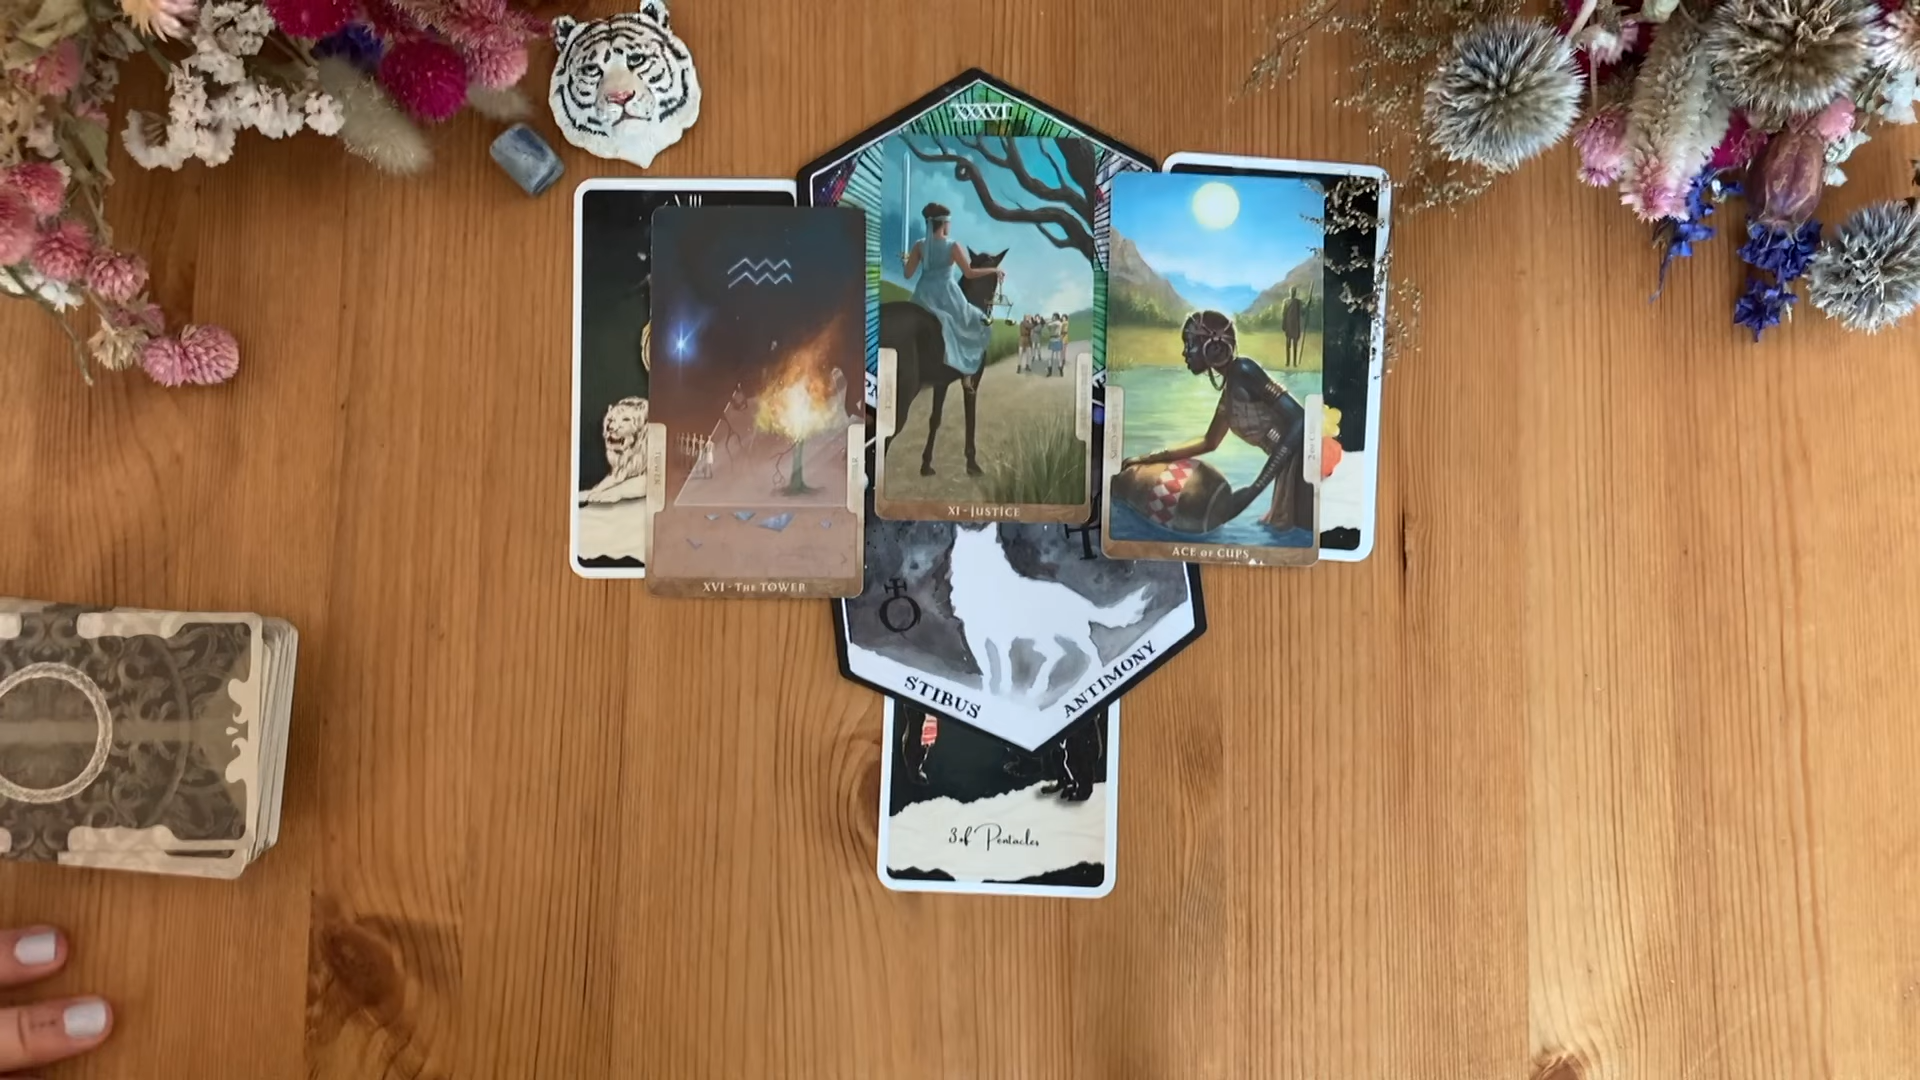 XXXVI
XI - JUSTICE
ACE OF CUPS
XVI - THE TOWER
STIBUS
ANTIMONY
3 of Pentacles